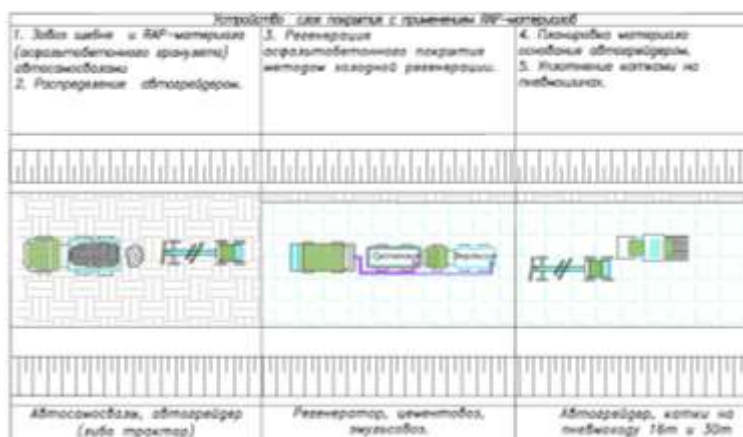 Устройство слоя покрытия с применением RAP-материалов
1. Завоз щебня и RAP-материала
(асфальтобетонного гранулята)
автосамосвалами
2. Распределение автогрейдером.
3. Регенерация
асфальтобетонного покрытия
методом холодной регенерации.
4. Планировка материала
основания автогрейдером.
5. Уплотнение катками на
пневмошинах.
Автосамосвалы, автогрейдер
(либо трактор)
Регенератор, цементовоз,
эмульсовоз.
Автогрейдер, катки на
пневмоходу 16т и 30т